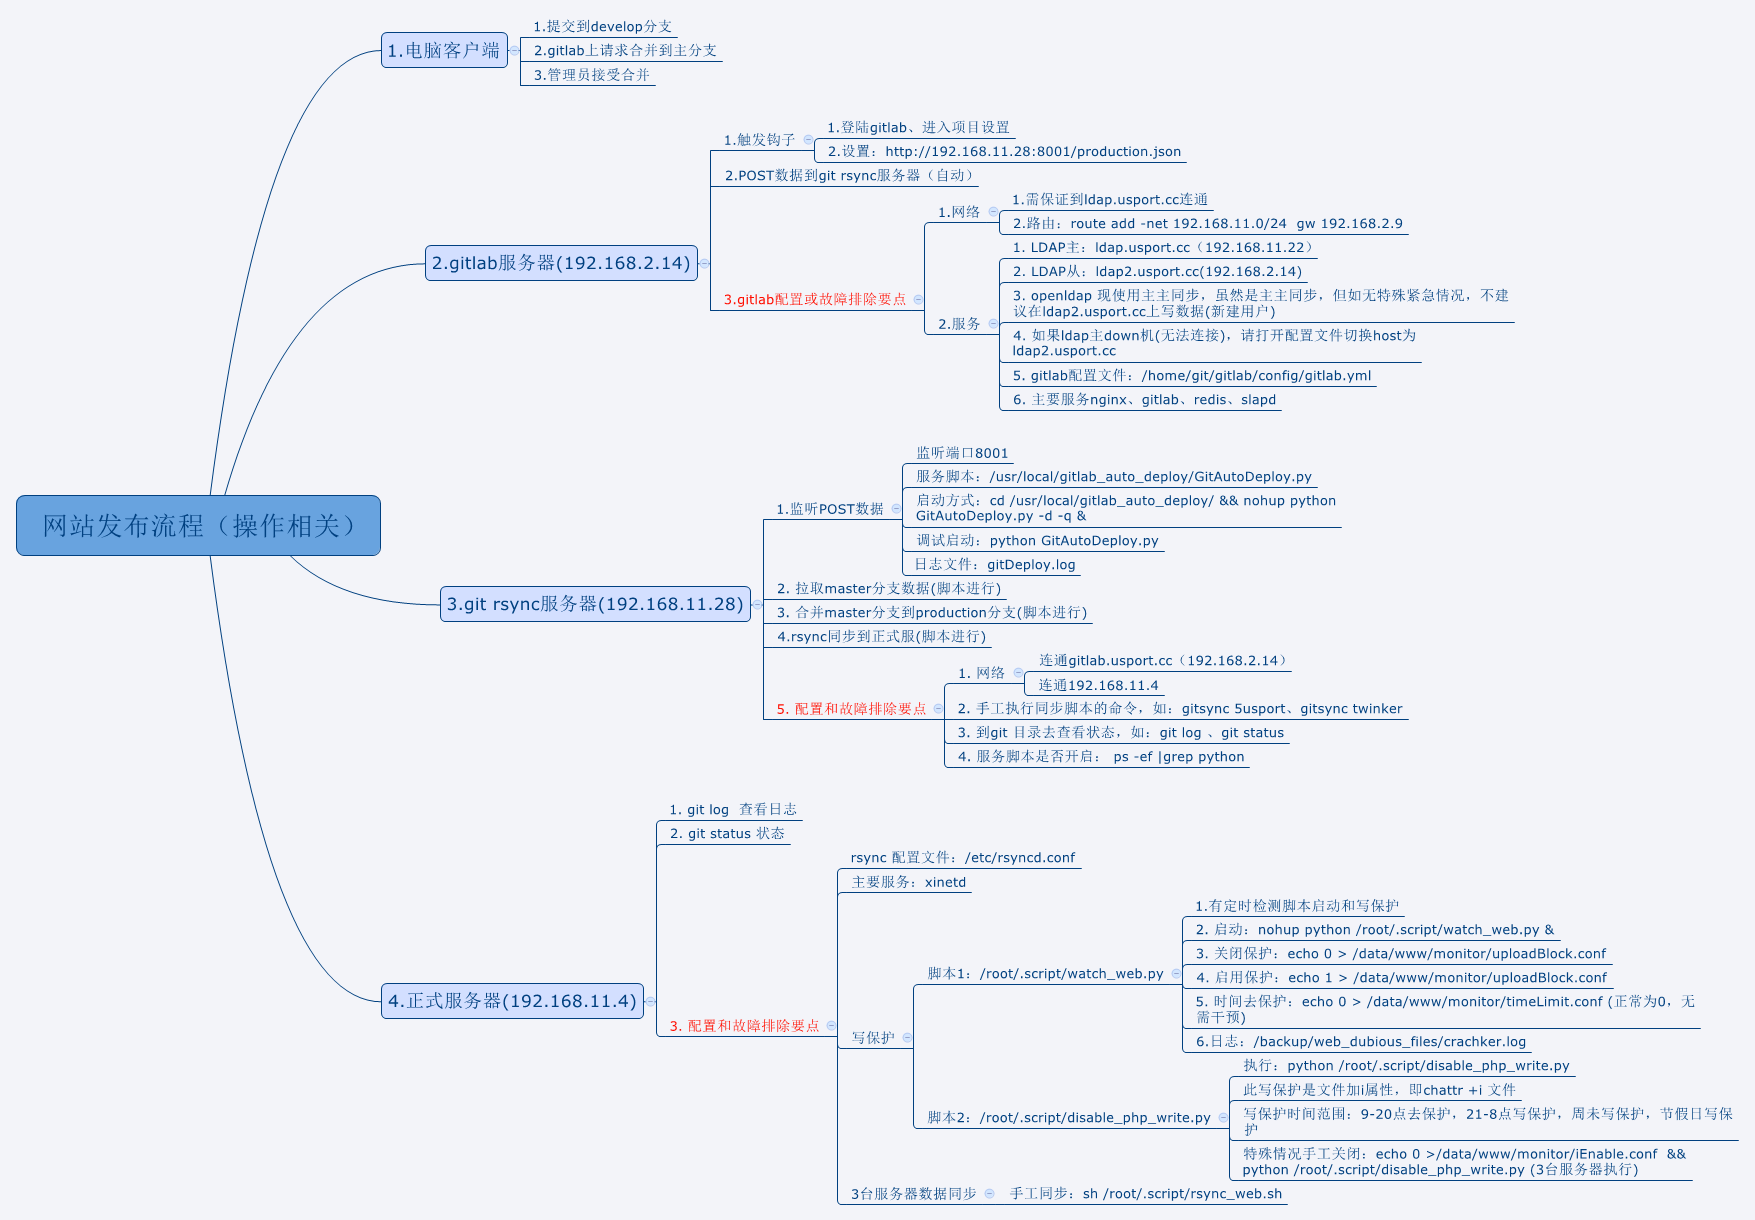 网站发布流程（操作相关）
1.电脑客户端
1.提交到develop分支
2.gitlab上请求合并到主分支
3.管理员接受合并
2.gitlab服务器(192.168.2.14)
1.触发钩子
1.登陆gitlab、进入项目设置
2.设置：http://192.168.11.28:8001/production.json
2.POST数据到git rsync服务器（自动）
3.gitlab配置或故障排除要点
1.网络
1.需保证到ldap.usport.cc连通
2.路由：route add -net 192.168.11.0/24  gw 192.168.2.9
2.服务
1. LDAP主：ldap.usport.cc（192.168.11.22）
2. LDAP从：ldap2.usport.cc(192.168.2.14)
3. openldap 现使用主主同步，虽然是主主同步，但如无特殊紧急情况，不建
议在ldap2.usport.cc上写数据(新建用户)
4. 如果ldap主down机(无法连接)，请打开配置文件切换host为
ldap2.usport.cc
5. gitlab配置文件：/home/git/gitlab/config/gitlab.yml
6. 主要服务nginx、gitlab、redis、slapd
3.git rsync服务器(192.168.11.28)
1.监听POST数据
监听端口8001
服务脚本：/usr/local/gitlab_auto_deploy/GitAutoDeploy.py
启动方式：cd /usr/local/gitlab_auto_deploy/ && nohup python
GitAutoDeploy.py -d -q &
调试启动：python GitAutoDeploy.py
日志文件：gitDeploy.log
2. 拉取master分支数据(脚本进行)
3. 合并master分支到production分支(脚本进行)
4.rsync同步到正式服(脚本进行)
5. 配置和故障排除要点
1. 网络
连通gitlab.usport.cc（192.168.2.14）
连通192.168.11.4
2. 手工执行同步脚本的命令，如：gitsync 5usport、gitsync twinker
3. 到git 目录去查看状态，如：git log 、git status
4. 服务脚本是否开启： ps -ef |grep python
4.正式服务器(192.168.11.4)
1. git log  查看日志
2. git status 状态
3. 配置和故障排除要点
rsync 配置文件：/etc/rsyncd.conf
主要服务：xinetd
写保护
脚本1：/root/.script/watch_web.py
1.有定时检测脚本启动和写保护
2. 启动：nohup python /root/.script/watch_web.py &
3. 关闭保护：echo 0 > /data/www/monitor/uploadBlock.conf
4. 启用保护：echo 1 > /data/www/monitor/uploadBlock.conf
5. 时间去保护：echo 0 > /data/www/monitor/timeLimit.conf (正常为0，无
需干预)
6.日志：/backup/web_dubious_files/crachker.log
脚本2：/root/.script/disable_php_write.py
执行：python /root/.script/disable_php_write.py
此写保护是文件加i属性，即chattr +i 文件
写保护时间范围：9-20点去保护，21-8点写保护，周未写保护，节假日写保
护
特殊情况手工关闭：echo 0 >/data/www/monitor/iEnable.conf  &&
python /root/.script/disable_php_write.py (3台服务器执行)
3台服务器数据同步
手工同步：sh /root/.script/rsync_web.sh